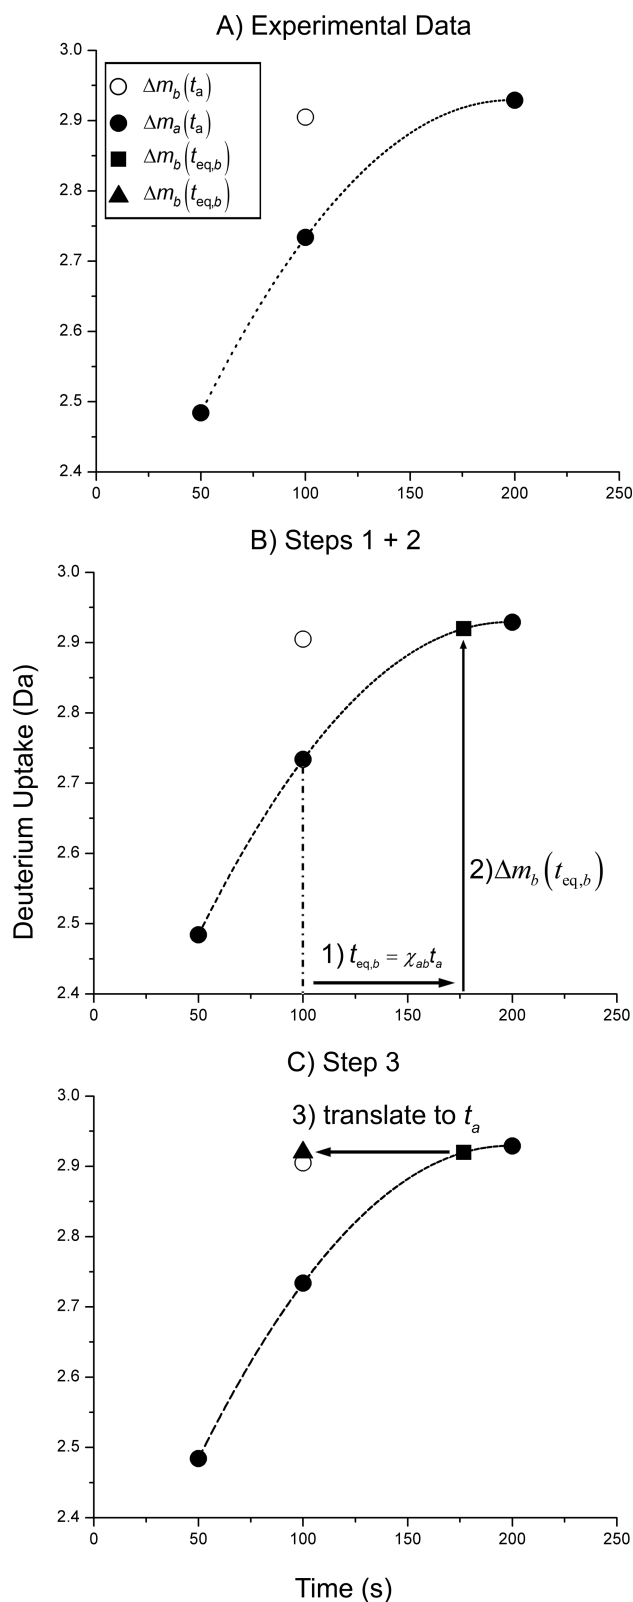 A) Experimental Data
3.0
2.9
2.8
2.7
2.6
2.5
2.4
Δm_b(t_a)
Δm_a(t_a)
Δm_b(t_eq,b)
Δm_b(t_eq,b)
0 50 100 150 200 250
B) Steps 1 + 2
3.0
2.9
2.8
2.7
2.6
2.5
2.4
2) Δm_b(t_eq,b)
1) t_eq,b = χ_ab t_a
0 50 100 150 200 250
Deuterium Uptake (Da)
C) Step 3
3.0
2.9
2.8
2.7
2.6
2.5
2.4
3) translate to t_a
0 50 100 150 200 250
Time (s)